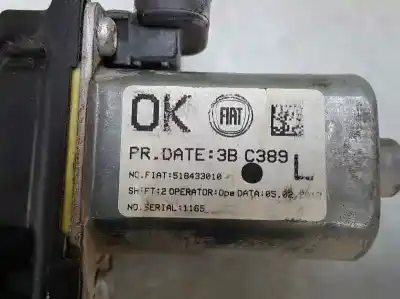 OK FIAT
PR.DATE:3B C389
L
NO.FIAT:518433010
SHIFT:2 OPERATOR:Ope DATA:05.02.
NO.SERIAL:1165